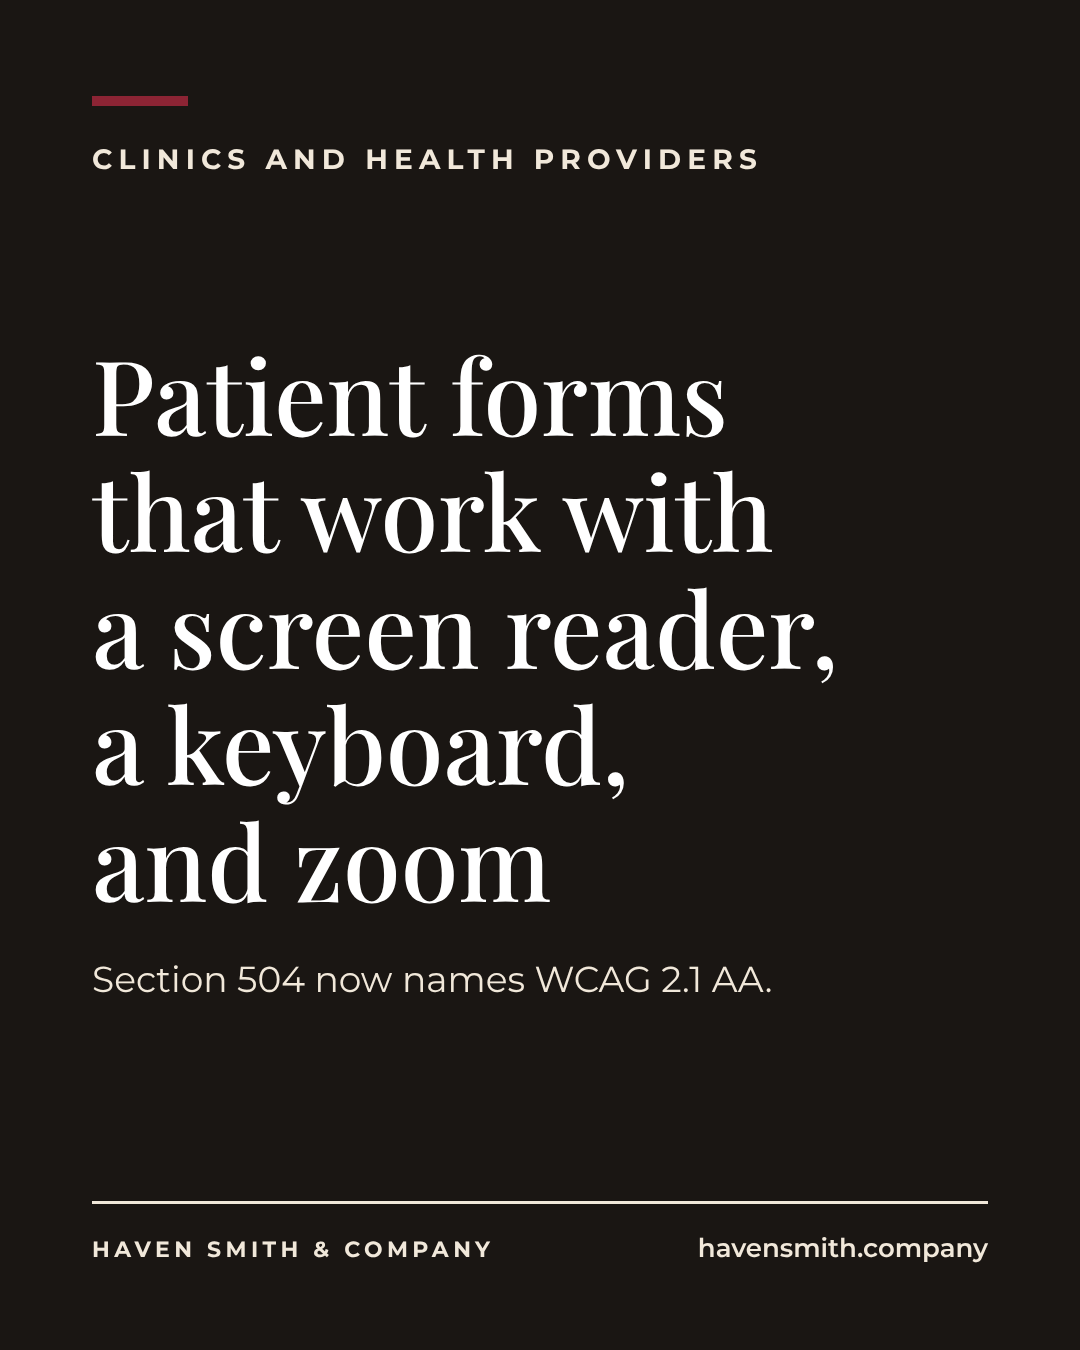 CLINICS AND HEALTH PROVIDERS
Patient forms
that work with
a screen reader,
a keyboard,
and zoom
Section 504 now names WCAG 2.1 AA.
HAVEN SMITH & COMPANY
havensmith.company